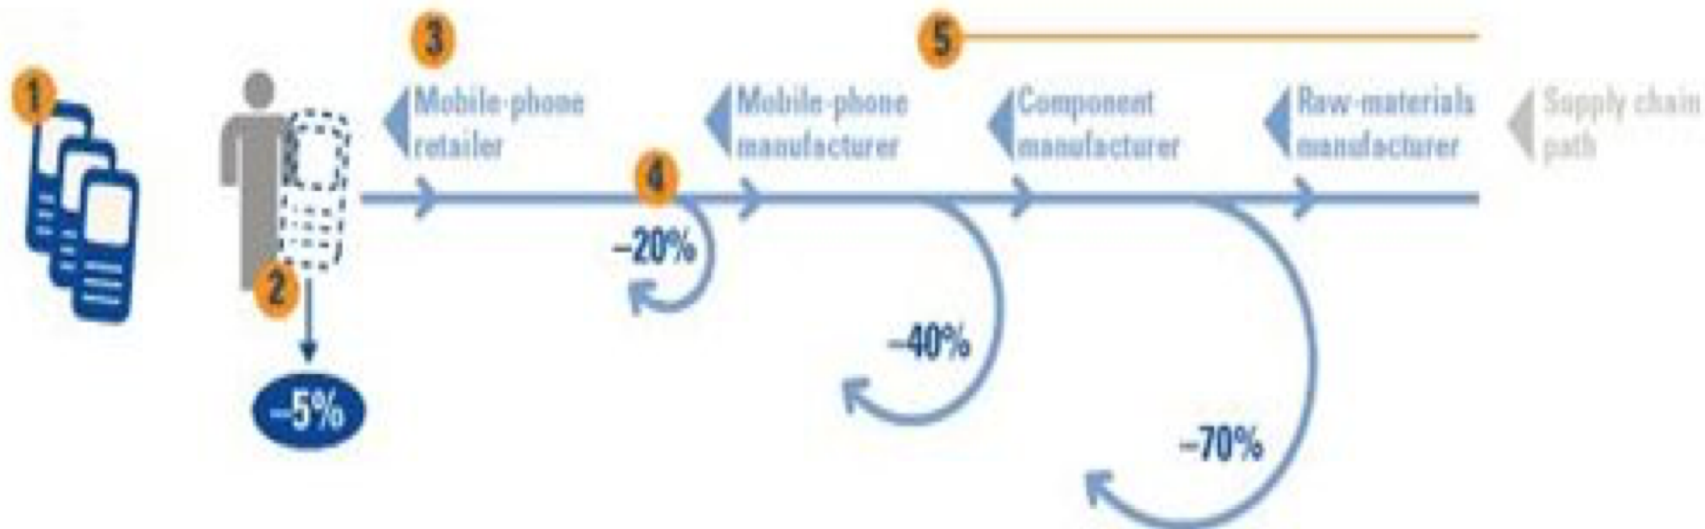 3
5
1
Mobile-phone
retailer
Mobile-phone
manufacturer
Component
manufacturer
Raw-materials
manufacturer
Supply chain
path
4
–20%
2
–40%
–5%
–70%